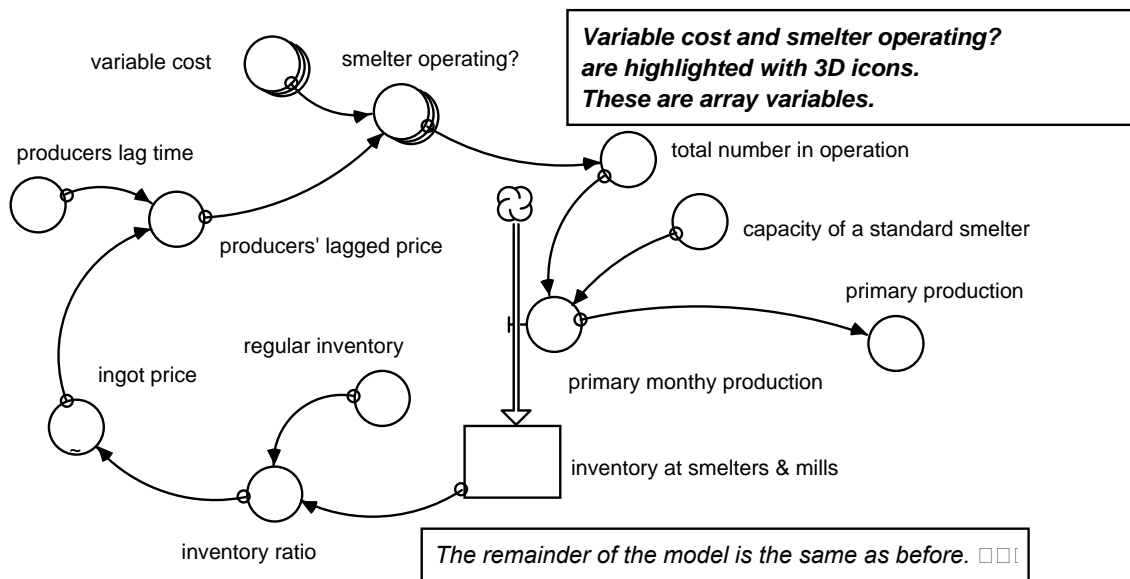 Variable cost and smelter operating?
are highlighted with 3D icons.
These are array variables.
variable cost
smelter operating?
producers lag time
total number in operation
producers' lagged price
capacity of a standard smelter
primary production
regular inventory
ingot price
primary monthy production
~
inventory at smelters & mills
inventory ratio
The remainder of the model is the same as before. □□□